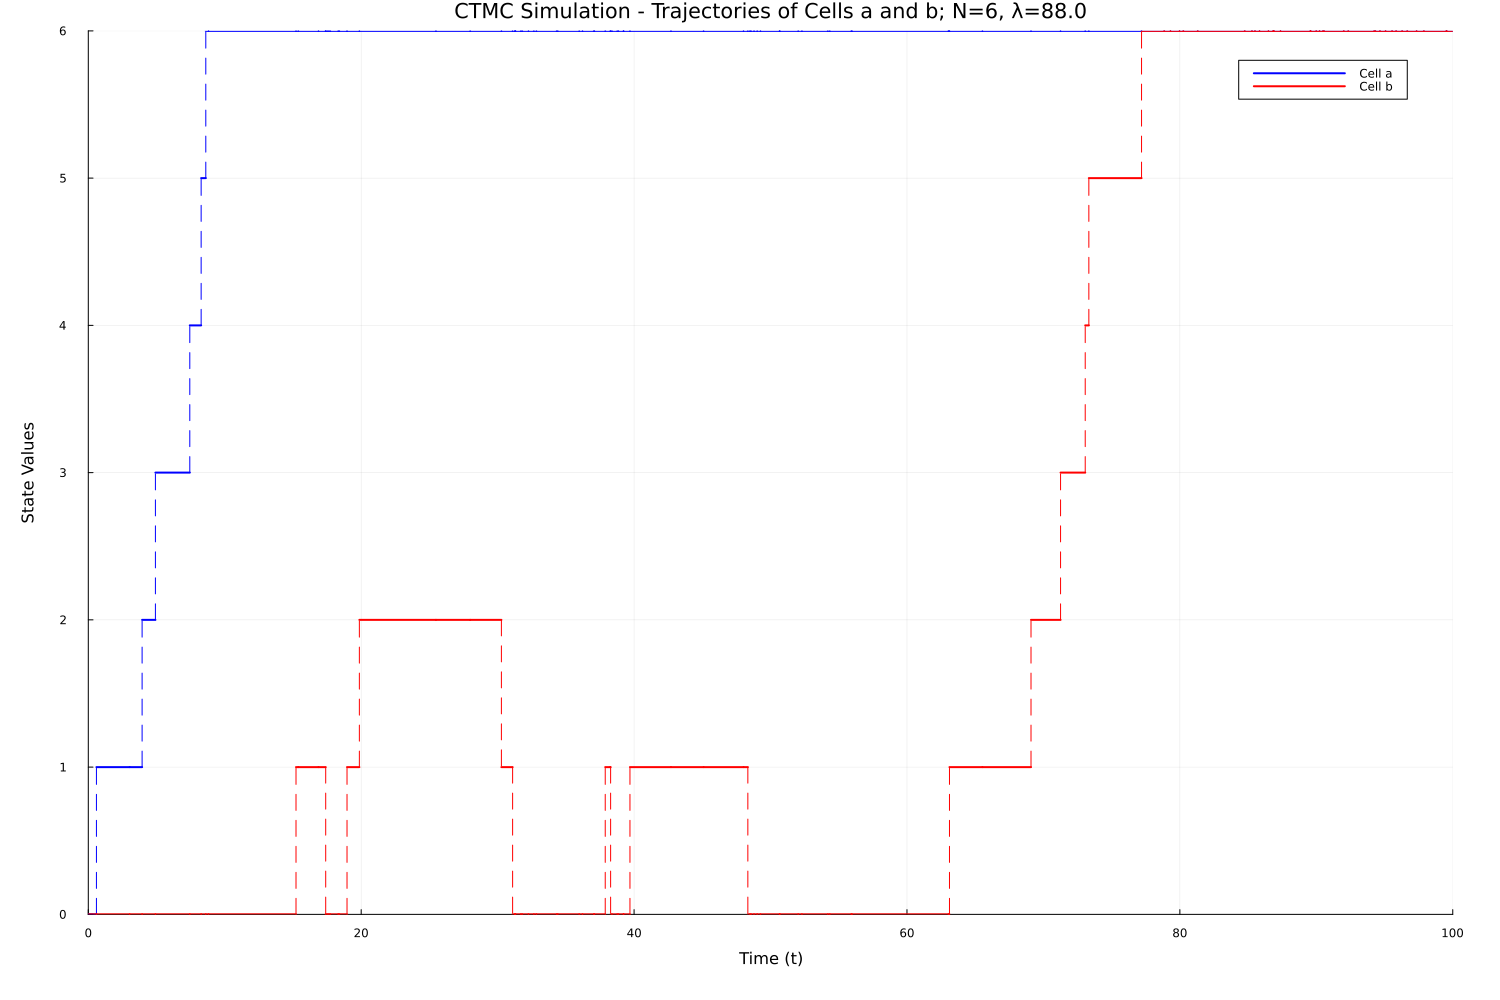 CTMC Simulation - Trajectories of Cells a and b; N=6, λ=88.0
6
Cell a
Cell b
5
4
State Values
3
2
1
0
0 20 40 60 80 100
Time (t)